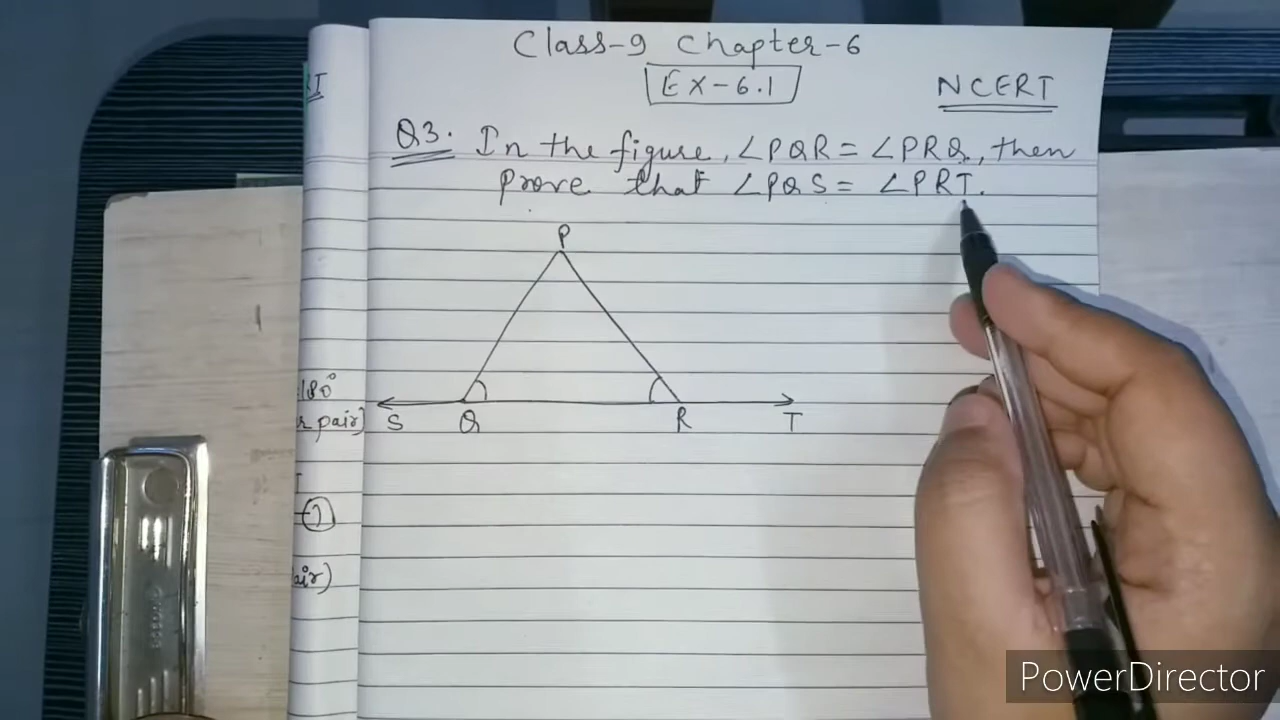 Class-9 Chapter-6
EX-6.1
NCERT
Q3. In the figure, ∠PQR = ∠PRQ, then
prove that ∠PQS = ∠PRT.
P
S Q R T
180°
pair)
1
air)
PowerDirector